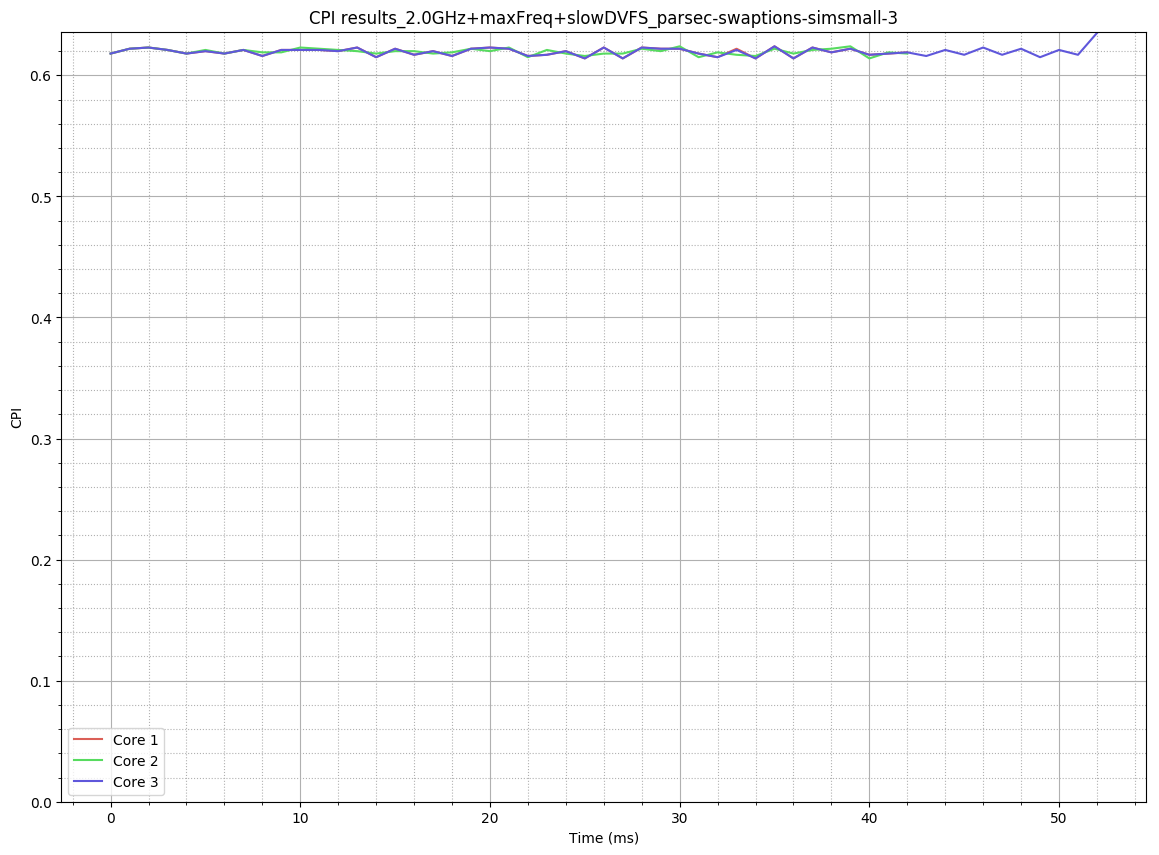 CPI results_2.0GHz+maxFreq+slowDVFS_parsec-swaptions-simsmall-3
0.6
0.5
0.4
0.3
0.2
0.1
0.0
CPI
Core 1
Core 2
Core 3
0 10 20 30 40 50
Time (ms)